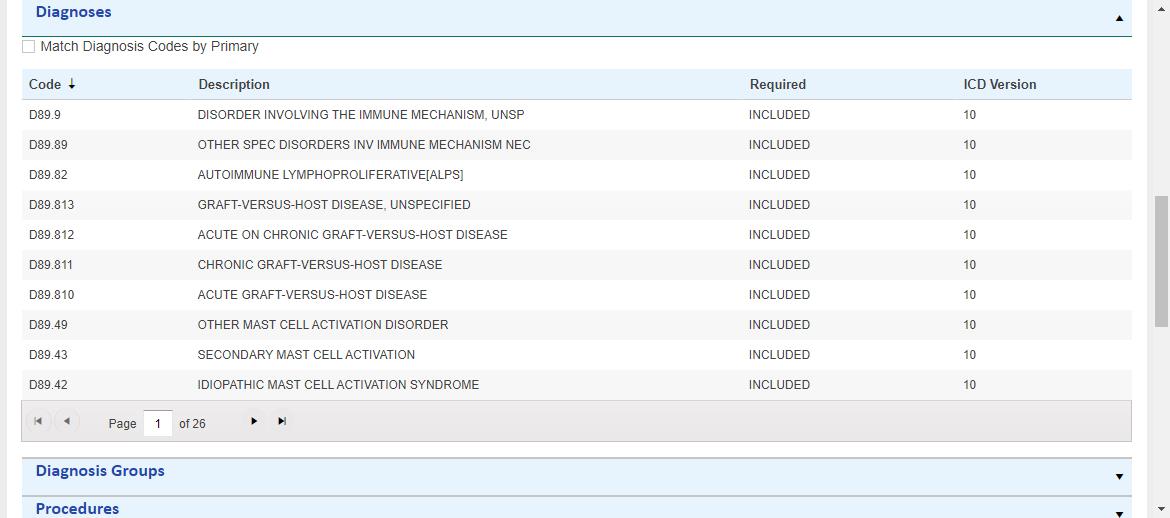 Diagnoses
Match Diagnosis Codes by Primary
Code Description Required ICD Version
D89.9 DISORDER INVOLVING THE IMMUNE MECHANISM, UNSP INCLUDED 10
D89.89 OTHER SPEC DISORDERS INV IMMUNE MECHANISM NEC INCLUDED 10
D89.82 AUTOIMMUNE LYMPHOPROLIFERATIVE[ALPS] INCLUDED 10
D89.813 GRAFT-VERSUS-HOST DISEASE, UNSPECIFIED INCLUDED 10
D89.812 ACUTE ON CHRONIC GRAFT-VERSUS-HOST DISEASE INCLUDED 10
D89.811 CHRONIC GRAFT-VERSUS-HOST DISEASE INCLUDED 10
D89.810 ACUTE GRAFT-VERSUS-HOST DISEASE INCLUDED 10
D89.49 OTHER MAST CELL ACTIVATION DISORDER INCLUDED 10
D89.43 SECONDARY MAST CELL ACTIVATION INCLUDED 10
D89.42 IDIOPATHIC MAST CELL ACTIVATION SYNDROME INCLUDED 10
Page 1 of 26
Diagnosis Groups
Procedures